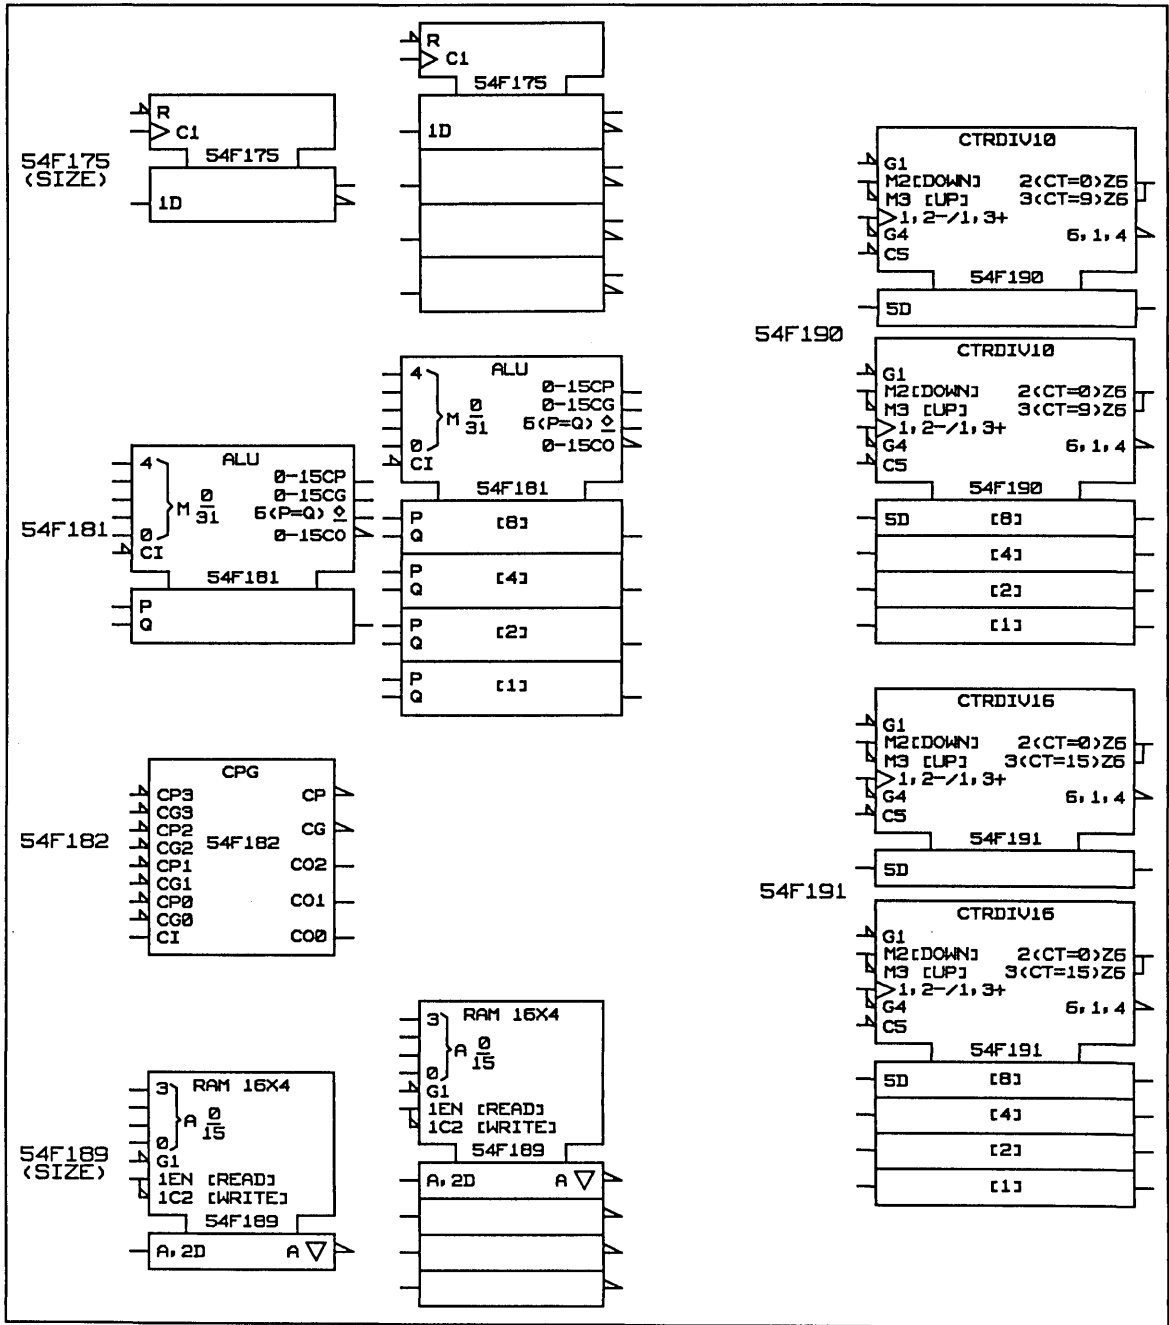 54F175
(SIZE)
R
C1
54F175
1D
R
C1
54F175
1D
54F181
ALU
4
0
M 0
31
0-15CP
0-15CG
6(P=Q) ◇
0-15CO
CI
54F181
P
Q
ALU
4
0
M 0
31
0-15CP
0-15CG
6(P=Q) ◇
0-15CO
CI
54F181
P
Q
[8]
P
Q
[4]
P
Q
[2]
P
Q
[1]
54F182
CPG
CP3 CP
CG3
CP2 CG
CG2 54F182
CP1 CO2
CG1
CP0 CO1
CG0
CI CO0
54F189
(SIZE)
RAM 16X4
3
0
A 0
15
G1
1EN [READ]
1C2 [WRITE]
54F189
A,2D A ▽
RAM 16X4
3
0
A 0
15
G1
1EN [READ]
1C2 [WRITE]
54F189
A,2D A ▽
54F190
CTRDIV10
G1
M2[DOWN] 2(CT=0)Z6
M3 [UP] 3(CT=9)Z6
1,2-/1,3+
G4 6,1,4
C5
54F190
5D
CTRDIV10
G1
M2[DOWN] 2(CT=0)Z6
M3 [UP] 3(CT=9)Z6
1,2-/1,3+
G4 6,1,4
C5
54F190
5D [8]
[4]
[2]
[1]
54F191
CTRDIV16
G1
M2[DOWN] 2(CT=0)Z6
M3 [UP] 3(CT=15)Z6
1,2-/1,3+
G4 6,1,4
C5
54F191
5D
CTRDIV16
G1
M2[DOWN] 2(CT=0)Z6
M3 [UP] 3(CT=15)Z6
1,2-/1,3+
G4 6,1,4
C5
54F191
5D [8]
[4]
[2]
[1]